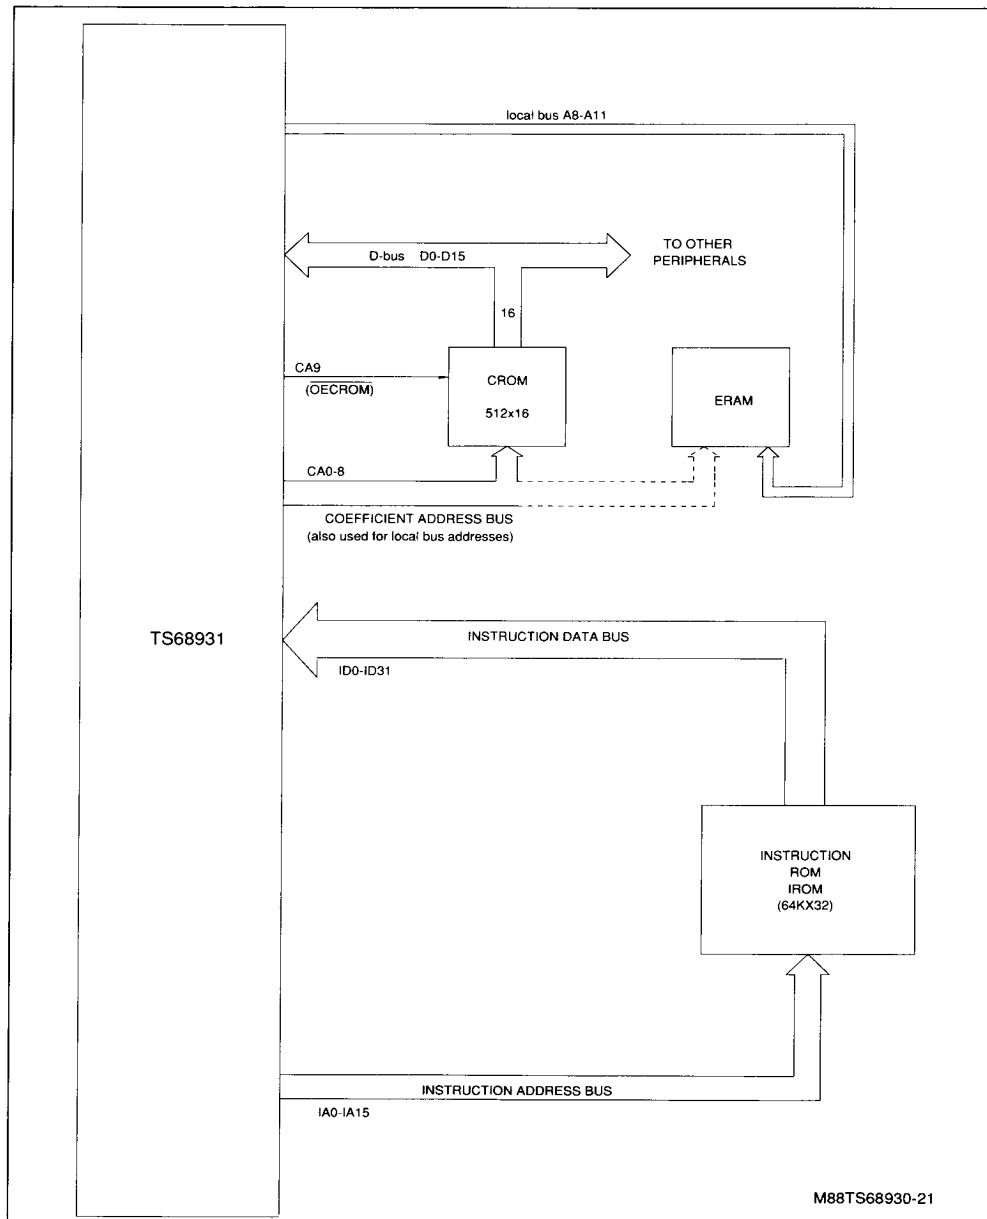 local bus A8-A11
D-bus D0-D15
TO OTHER
PERIPHERALS
16
CA9
(OECROM)
CROM
512x16
ERAM
CA0-8
COEFFICIENT ADDRESS BUS
(also used for local bus addresses)
TS68931
INSTRUCTION DATA BUS
ID0-ID31
INSTRUCTION
ROM
IROM
(64KX32)
INSTRUCTION ADDRESS BUS
IA0-IA15
M88TS68930-21